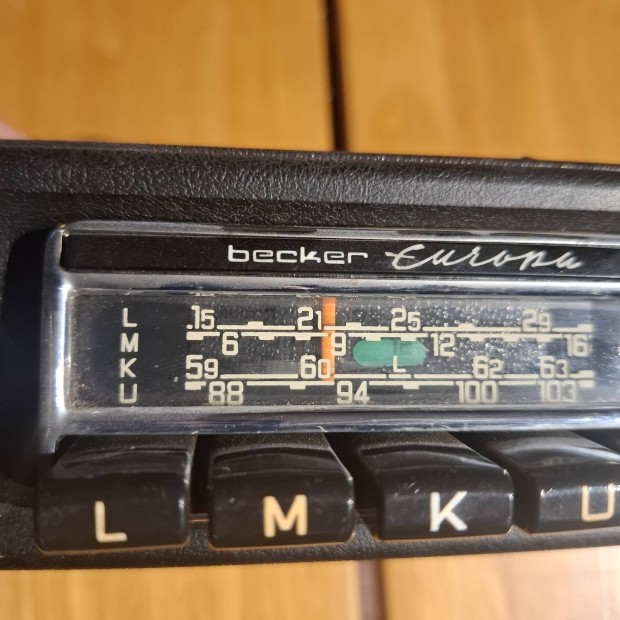 becker Europa
L .15 21 25 29
M 6 9 12 16
K 59 60 L 62 63
U 88 94 100 103
L M K U